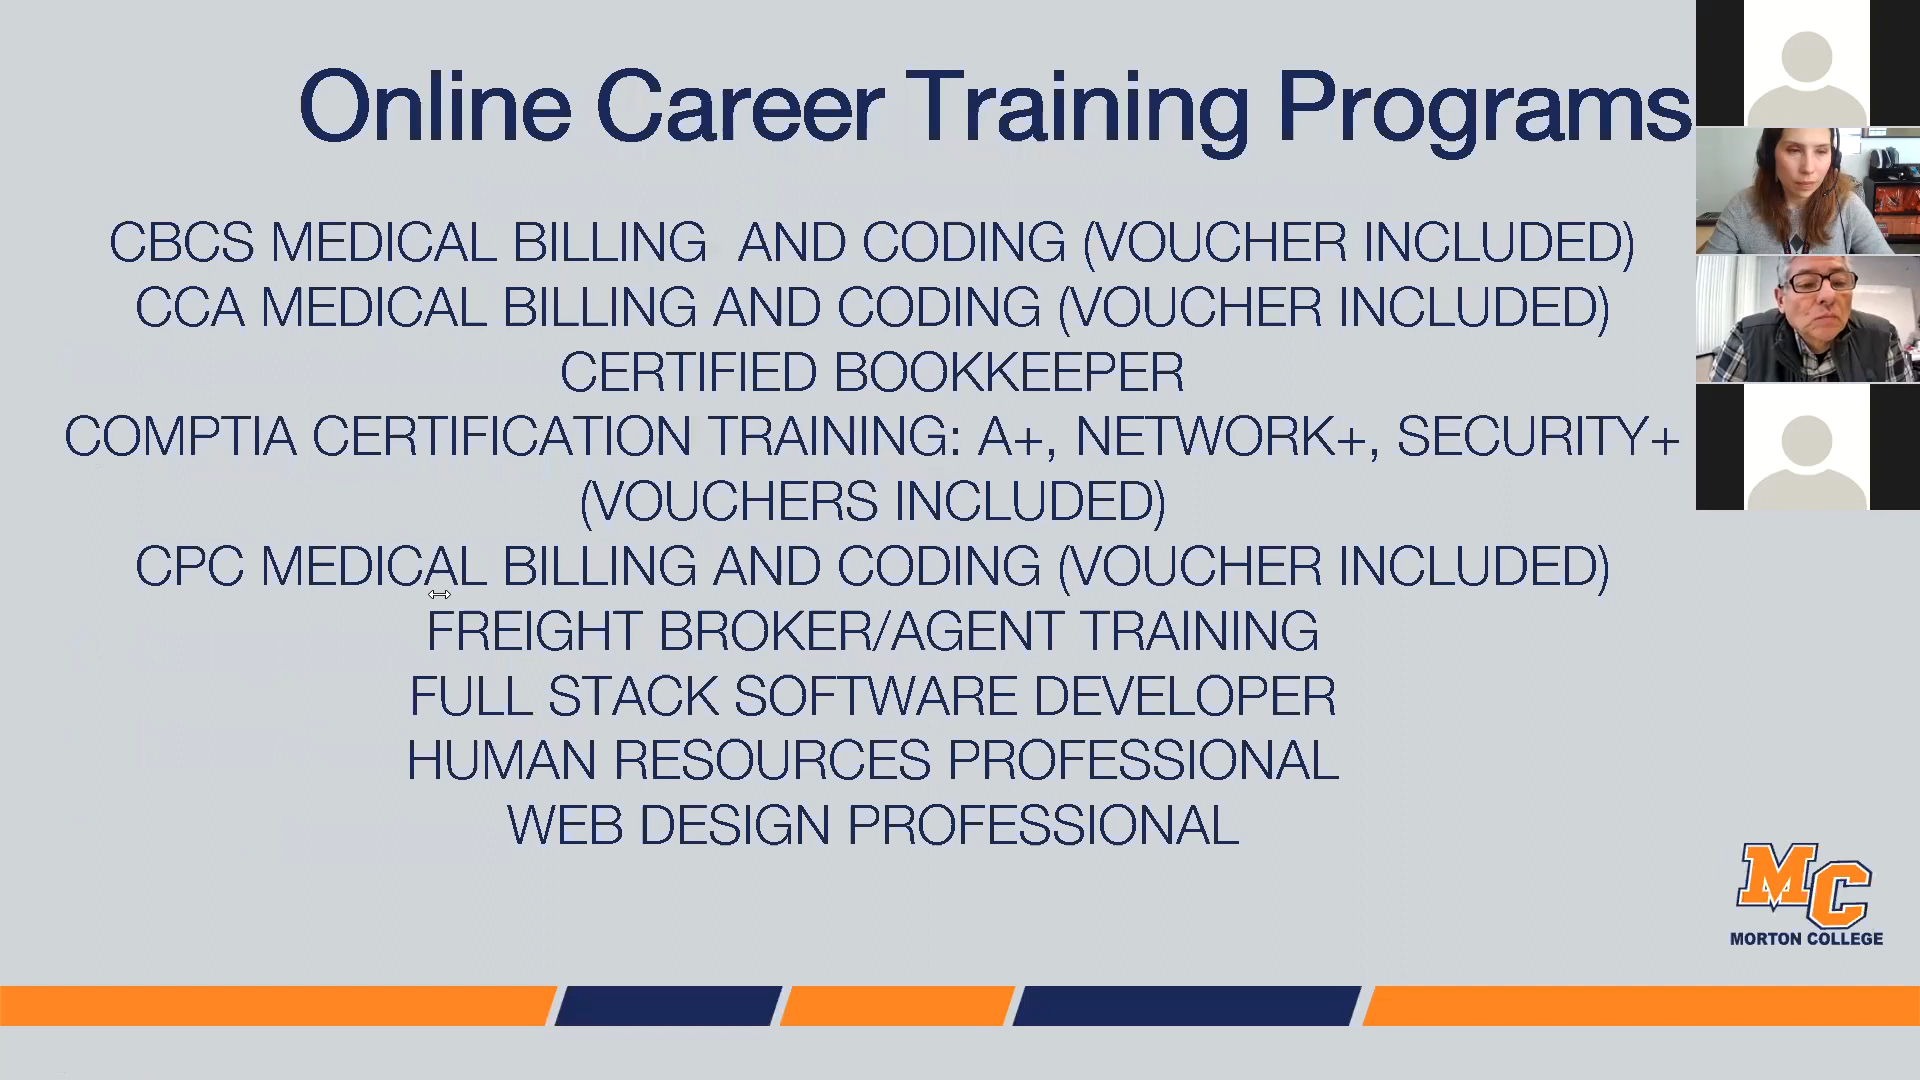 Online Career Training Programs
CBCS MEDICAL BILLING  AND CODING (VOUCHER INCLUDED)
CCA MEDICAL BILLING AND CODING (VOUCHER INCLUDED)
CERTIFIED BOOKKEEPER
COMPTIA CERTIFICATION TRAINING: A+, NETWORK+, SECURITY+
(VOUCHERS INCLUDED)
CPC MEDICAL BILLING AND CODING (VOUCHER INCLUDED)
FREIGHT BROKER/AGENT TRAINING
FULL STACK SOFTWARE DEVELOPER
HUMAN RESOURCES PROFESSIONAL
WEB DESIGN PROFESSIONAL
MC
MORTON COLLEGE